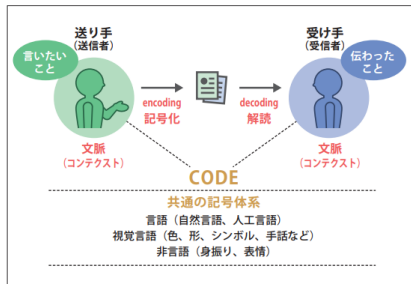 送り手
(送信者)
言いたい
こと
受け手
(受信者)
伝わった
こと
encoding
記号化
decoding
解読
文脈
(コンテクスト)
文脈
(コンテクスト)
CODE
共通の記号体系
言語(自然言語、人工言語)
視覚言語(色、形、シンボル、手話など)
非言語(身振り、表情)